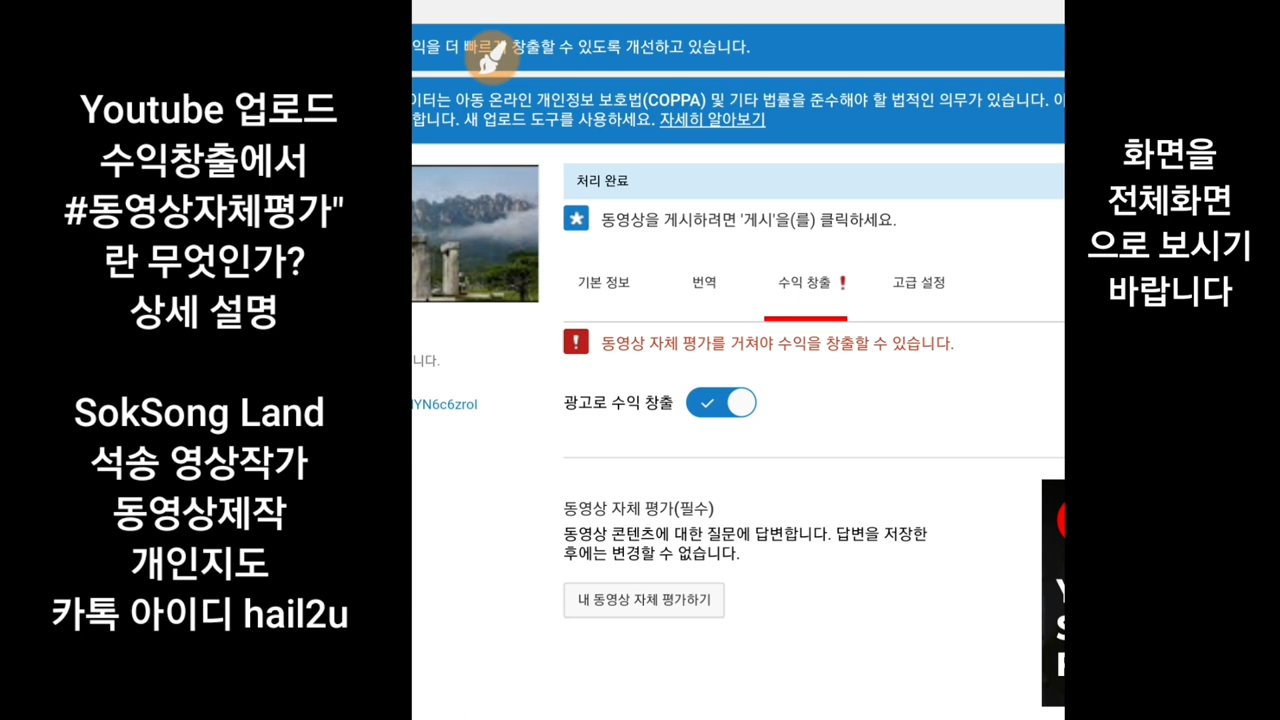 Youtube 업로드
수익창출에서
#동영상자체평가"
란 무엇인가?
상세 설명
SokSong Land
석송 영상작가
동영상제작
개인지도
카톡 아이디 hail2u
익을 더 빠르게 창출할 수 있도록 개선하고 있습니다.
이터는 아동 온라인 개인정보 보호법(COPPA) 및 기타 법률을 준수해야 할 법적인 의무가 있습니다. 이
합니다. 새 업로드 도구를 사용하세요. 자세히 알아보기
처리 완료
동영상을 게시하려면 '게시'을(를) 클릭하세요.
기본 정보 번역 수익 창출 고급 설정
동영상 자체 평가를 거쳐야 수익을 창출할 수 있습니다.
니다.
광고로 수익 창출
YN6c6zroI
동영상 자체 평가(필수)
동영상 콘텐츠에 대한 질문에 답변합니다. 답변을 저장한
후에는 변경할 수 없습니다.
내 동영상 자체 평가하기
화면을
전체화면
으로 보시기
바랍니다